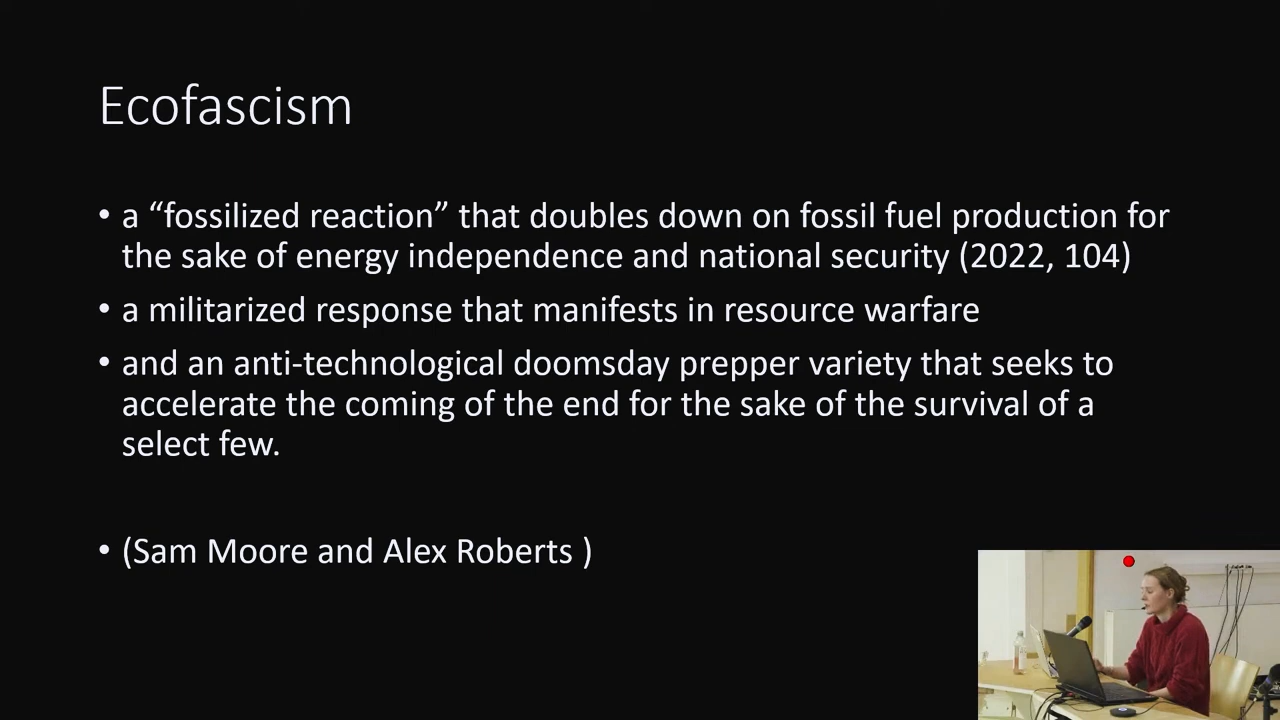 Ecofascism
• a “fossilized reaction” that doubles down on fossil fuel production for
the sake of energy independence and national security (2022, 104)
• a militarized response that manifests in resource warfare
• and an anti-technological doomsday prepper variety that seeks to
accelerate the coming of the end for the sake of the survival of a
select few.
• (Sam Moore and Alex Roberts )